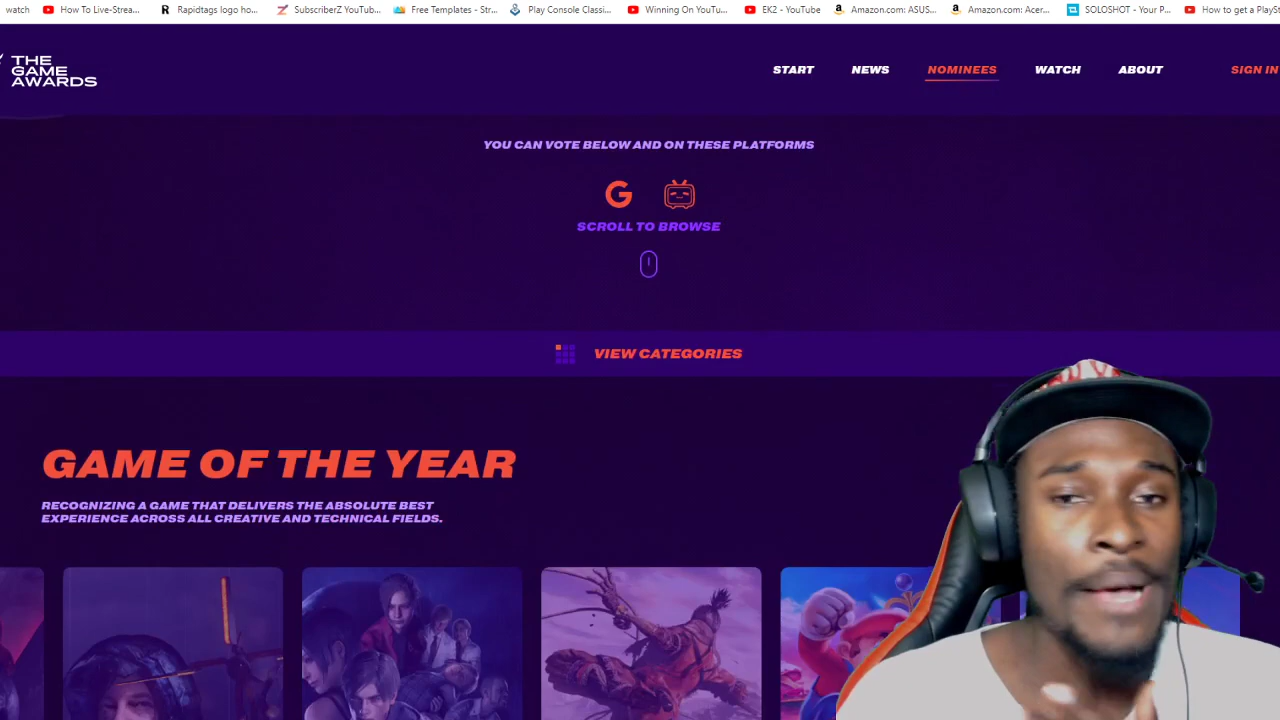 watch How To Live-Strea... Rapidtags logo ho... SubscriberZ YouTub... Free Templates - Str... Play Console Classi... Winning On YouTu... EK2 - YouTube Amazon.com: ASUS... Amazon.com: Acer... SOLOSHOT - Your P... How to get a PlaySt
THE
GAME
AWARDS
START NEWS NOMINEES WATCH ABOUT SIGN IN
YOU CAN VOTE BELOW AND ON THESE PLATFORMS
G
SCROLL TO BROWSE
VIEW CATEGORIES
GAME OF THE YEAR
RECOGNIZING A GAME THAT DELIVERS THE ABSOLUTE BEST
EXPERIENCE ACROSS ALL CREATIVE AND TECHNICAL FIELDS.